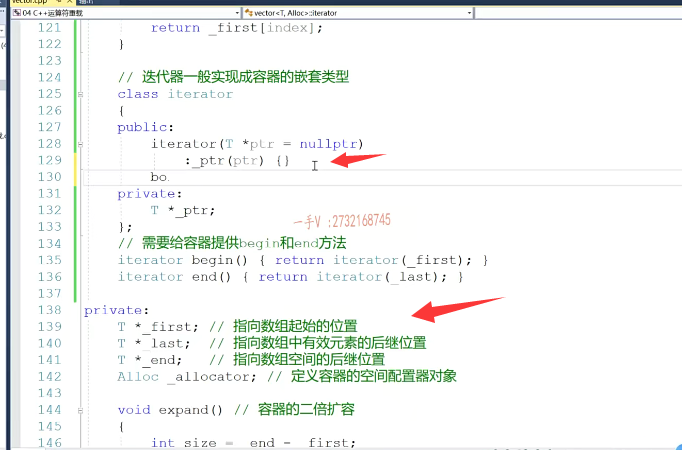 vector.cpp
04 C++运算符重载
vector<T, Alloc>::iterator
121 return _first[index];
122 }
123
124 // 迭代器一般实现成容器的嵌套类型
125 class iterator
126 {
127 public:
128 iterator(T *ptr = nullptr)
129 :_ptr(ptr) {}
130 bo
131 private:
132 T *_ptr;
133 };
一手V :2732168745
134 // 需要给容器提供begin和end方法
135 iterator begin() { return iterator(_first); }
136 iterator end() { return iterator(_last); }
137
138 private:
139 T *_first; // 指向数组起始的位置
140 T *_last; // 指向数组中有效元素的后继位置
141 T *_end; // 指向数组空间的后继位置
142 Alloc _allocator; // 定义容器的空间配置器对象
143
144 void expand() // 容器的二倍扩容
145 {
146 int size = _end - _first;